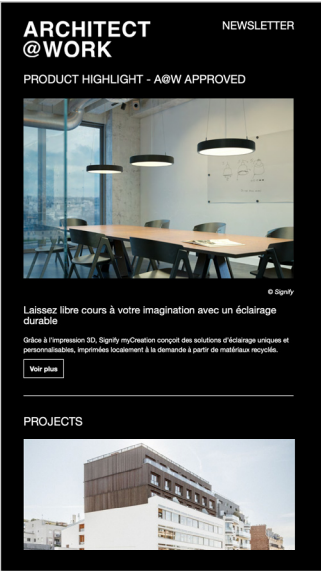 ARCHITECT
@WORK
NEWSLETTER
PRODUCT HIGHLIGHT - A@W APPROVED
© Signify
Laissez libre cours à votre imagination avec un éclairage
durable
Grâce à l'impression 3D, Signify myCreation conçoit des solutions d'éclairage uniques et
personnalisables, imprimées localement à la demande à partir de matériaux recyclés.
Voir plus
PROJECTS